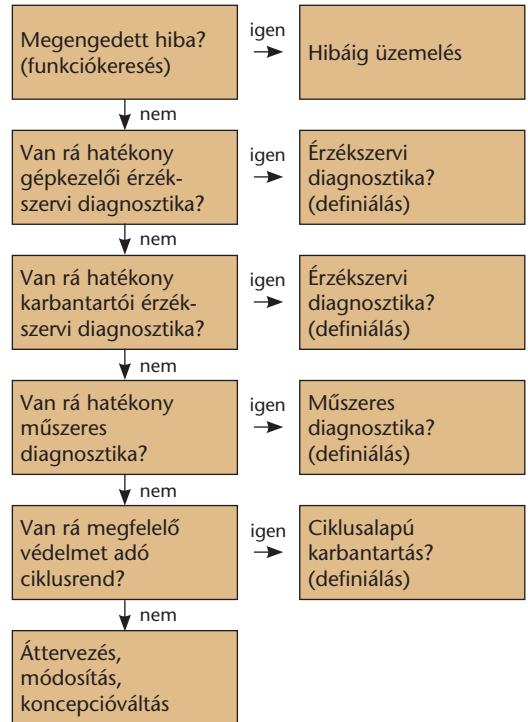 Megengedett hiba?
(funkciókeresés)
igen
Hibáig üzemelés
nem
Van rá hatékony
gépkezelői érzék-
szervi diagnosztika?
igen
Érzékszervi
diagnosztika?
(definiálás)
nem
Van rá hatékony
karbantartói érzék-
szervi diagnosztika?
igen
Érzékszervi
diagnosztika?
(definiálás)
nem
Van rá hatékony
műszeres
diagnosztika?
igen
Műszeres
diagnosztika?
(definiálás)
nem
Van rá megfelelő
védelmet adó
ciklusrend?
igen
Ciklusalapú
karbantartás?
(definiálás)
nem
Áttervezés,
módosítás,
koncepcióváltás